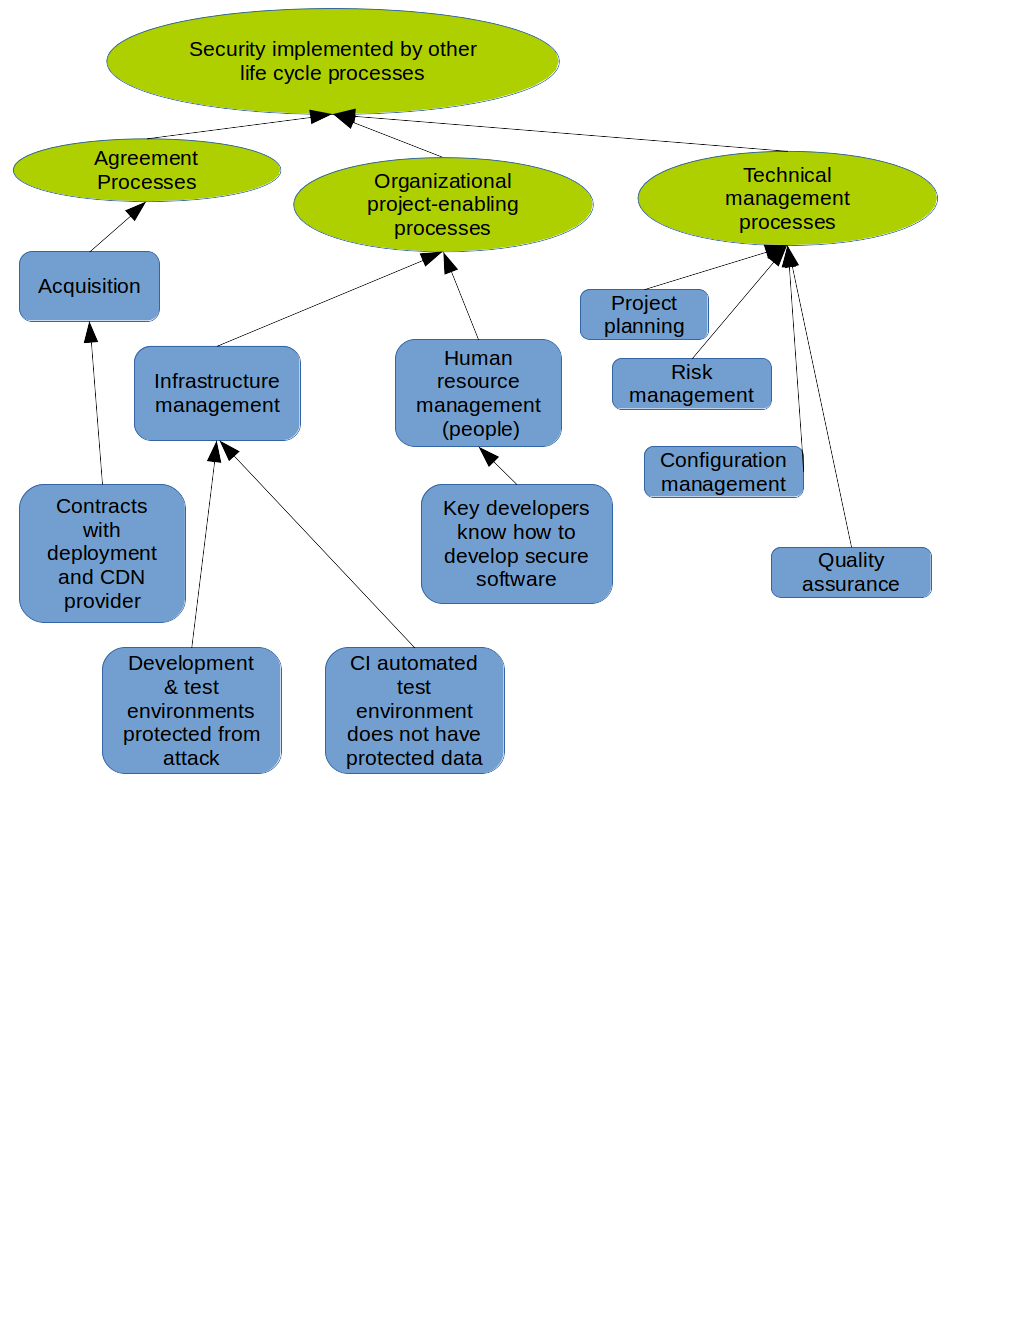 Security implemented by other
life cycle processes
Agreement
Processes
Organizational
project-enabling
processes
Technical
management
processes
Acquisition
Project
planning
Infrastructure
management
Human
resource
management
(people)
Risk
management
Configuration
management
Contracts
with
deployment
and CDN
provider
Key developers
know how to
develop secure
software
Quality
assurance
Development
& test
environments
protected from
attack
CI automated
test
environment
does not have
protected data